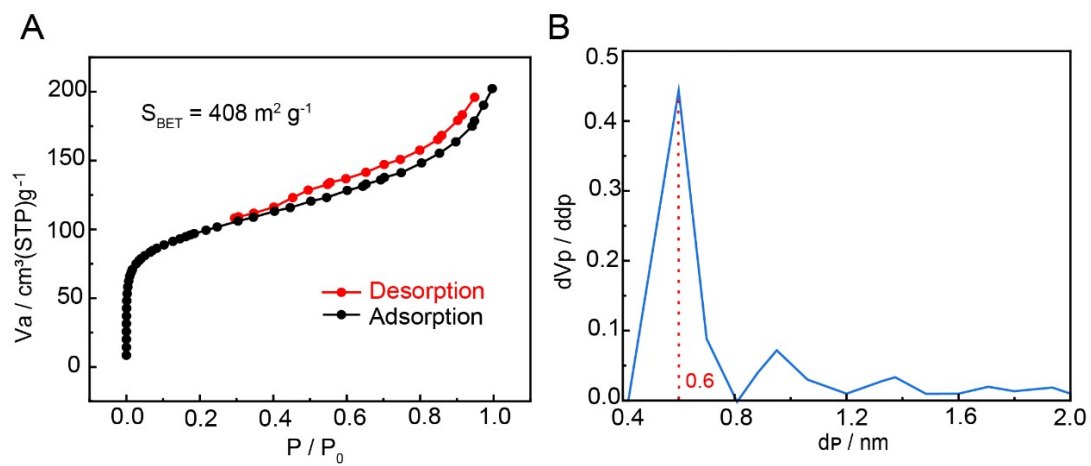 A
Va / cm³(STP)g⁻¹
200
150
100
50
0
S_BET = 408 m² g⁻¹
Desorption
Adsorption
0.0 0.2 0.4 0.6 0.8 1.0
P / P₀
B
dVp / ddp
0.5
0.4
0.3
0.2
0.1
0.0
0.6
0.4 0.8 1.2 1.6 2.0
dP / nm